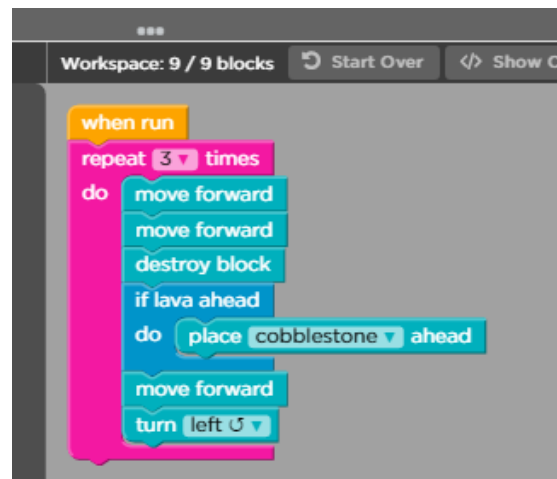 Workspace: 9 / 9 blocks Start Over </> Show C
when run
repeat 3 times
do move forward
move forward
destroy block
if lava ahead
do place cobblestone ahead
move forward
turn left ↺